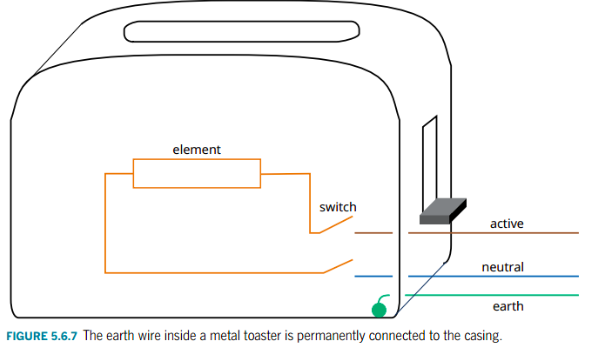 element
switch
active
neutral
earth
FIGURE 5.6.7 The earth wire inside a metal toaster is permanently connected to the casing.